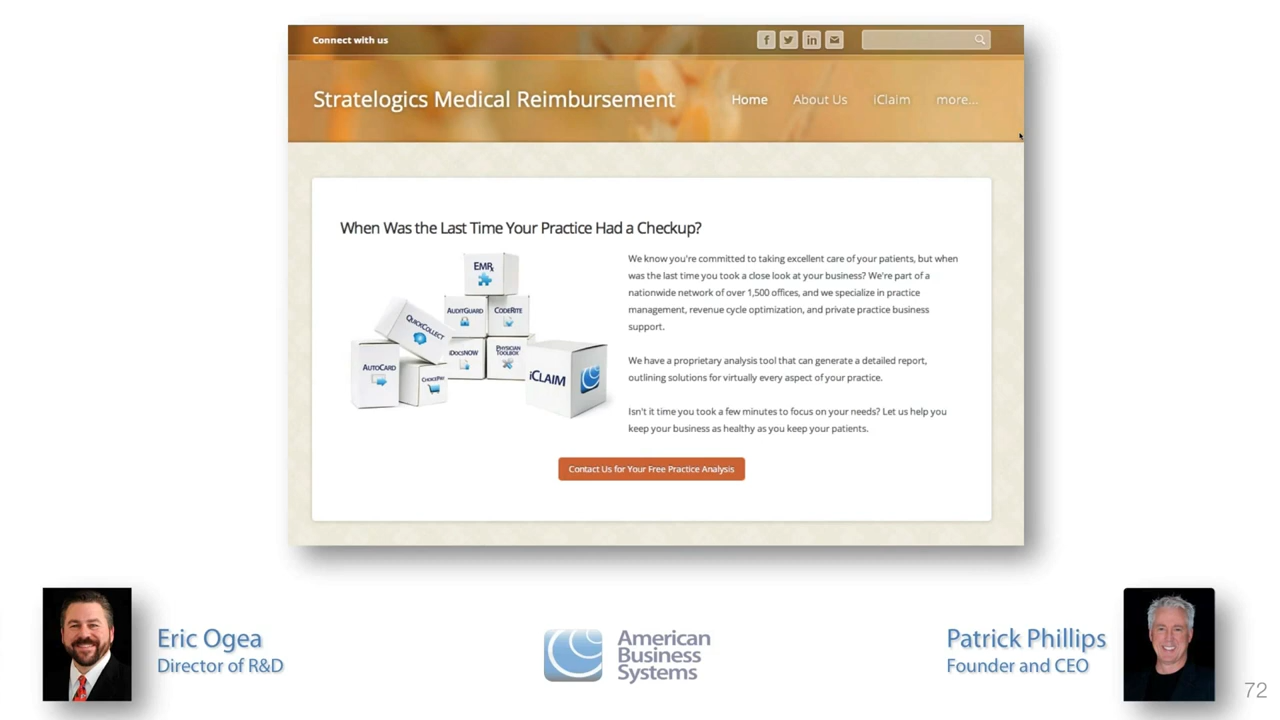 Connect with us
Stratelogics Medical Reimbursement
Home About Us iClaim more...
When Was the Last Time Your Practice Had a Checkup?
EMRx
AUDITGUARD CODERITE
QUICKCOLLECT
iDOCSNOW PHYSICIAN TOOLBOX
AUTOCARD CHOICEPAY iCLAIM
We know you're committed to taking excellent care of your patients, but when
was the last time you took a close look at your business? We're part of a
nationwide network of over 1,500 offices, and we specialize in practice
management, revenue cycle optimization, and private practice business
support.
We have a proprietary analysis tool that can generate a detailed report,
outlining solutions for virtually every aspect of your practice.
Isn't it time you took a few minutes to focus on your needs? Let us help you
keep your business as healthy as you keep your patients.
Contact Us for Your Free Practice Analysis
Eric Ogea
Director of R&D
American
Business
Systems
Patrick Phillips
Founder and CEO
72